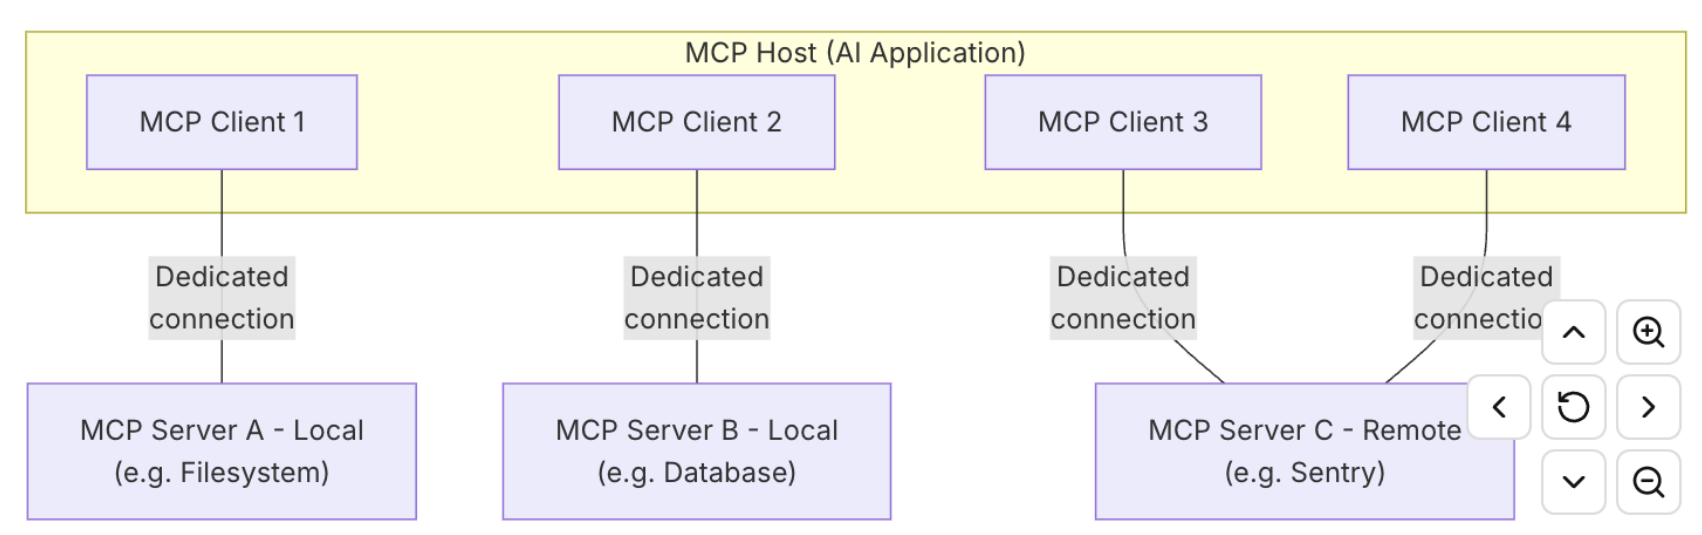 MCP Host (AI Application)
MCP Client 1
MCP Client 2
MCP Client 3
MCP Client 4
Dedicated
connection
Dedicated
connection
Dedicated
connection
Dedicated
connectio
MCP Server A - Local
(e.g. Filesystem)
MCP Server B - Local
(e.g. Database)
MCP Server C - Remote
(e.g. Sentry)